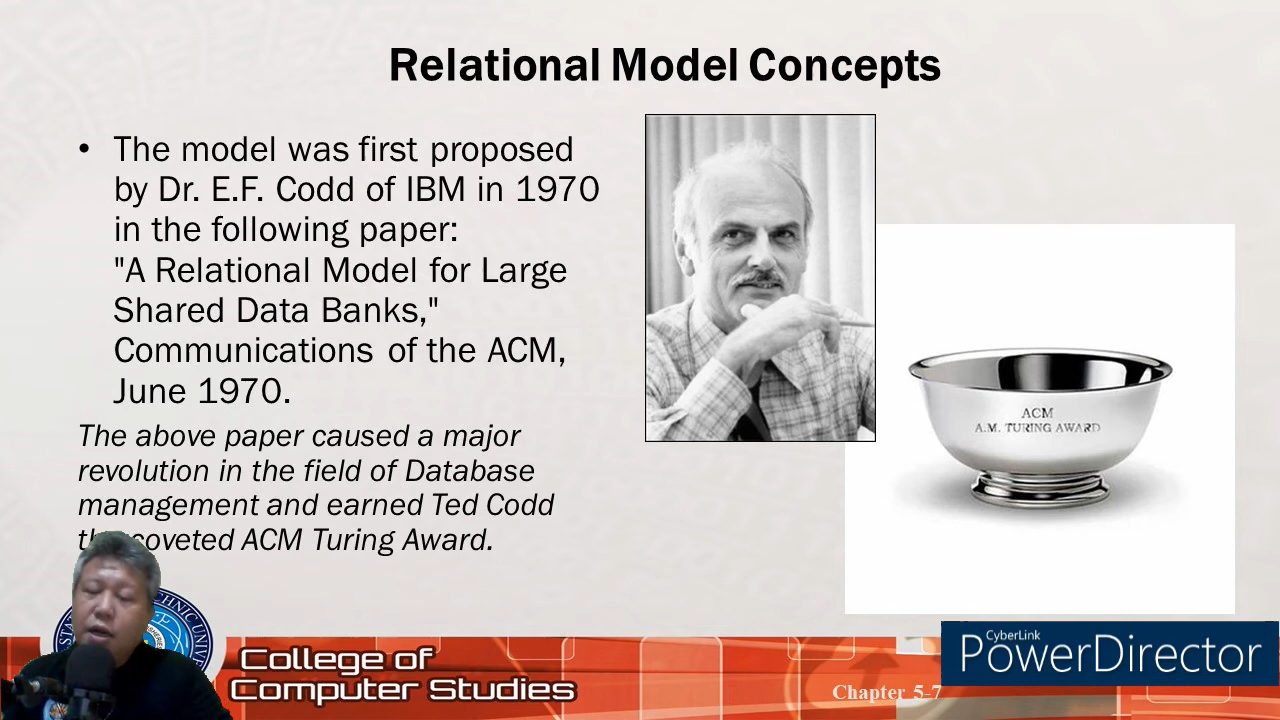 Relational Model Concepts
• The model was first proposed
by Dr. E.F. Codd of IBM in 1970
in the following paper:
"A Relational Model for Large
Shared Data Banks,"
Communications of the ACM,
June 1970.
The above paper caused a major
revolution in the field of Database
management and earned Ted Codd
coveted ACM Turing Award.
ACM
A.M. TURING AWARD
College of
Computer Studies
Chapter 5-7
CyberLink
PowerDirector